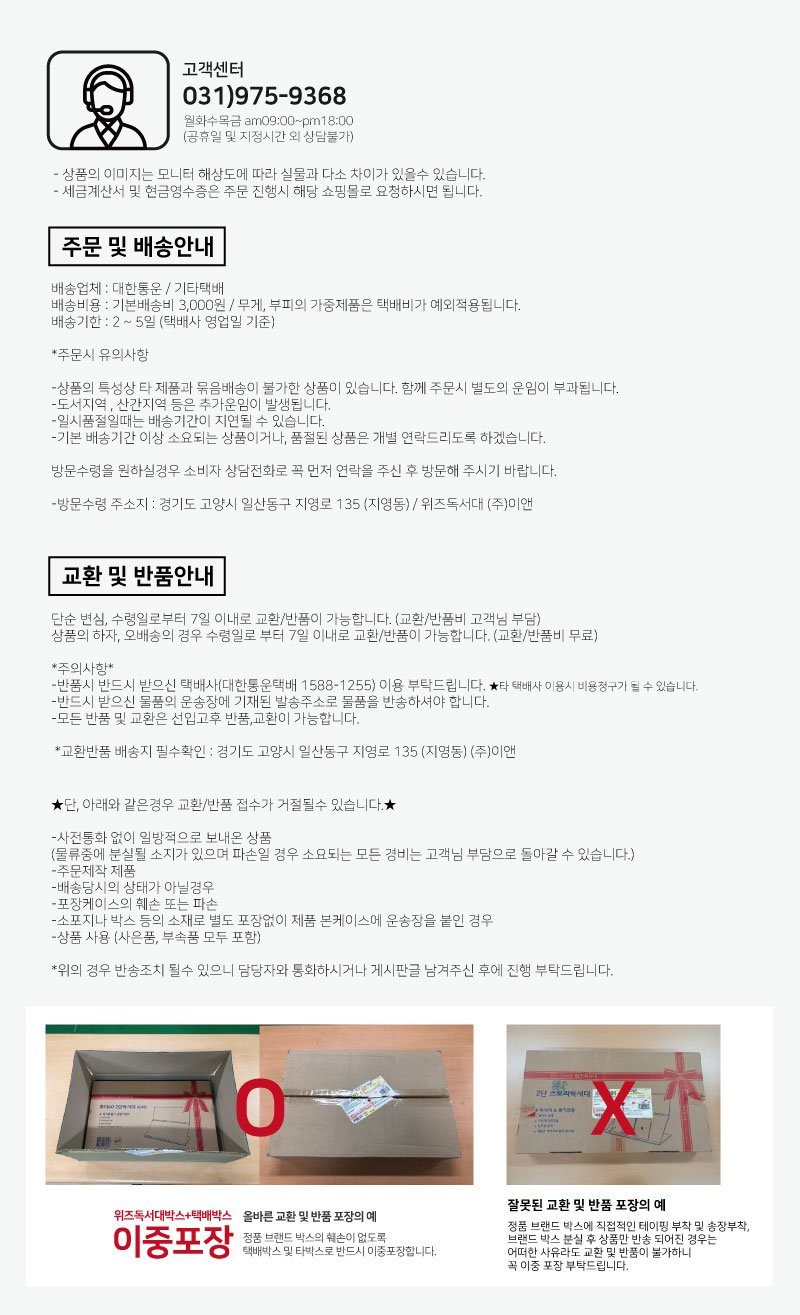 고객센터
031)975-9368
월화수목금 am09:00~pm18:00
(공휴일 및 지정시간 외 상담불가)
- 상품의 이미지는 모니터 해상도에 따라 실물과 다소 차이가 있을수 있습니다.
- 세금계산서 및 현금영수증은 주문 진행시 해당 쇼핑몰로 요청하시면 됩니다.
주문 및 배송안내
배송업체 : 대한통운 / 기타택배
배송비용 : 기본배송비 3,000원 / 무게, 부피의 가중제품은 택배비가 예외적용됩니다.
배송기한 : 2 ~ 5일 (택배사 영업일 기준)
*주문시 유의사항
-상품의 특성상 타 제품과 묶음배송이 불가한 상품이 있습니다. 함께 주문시 별도의 운임이 부과됩니다.
-도서지역 , 산간지역 등은 추가운임이 발생됩니다.
-일시품절일때는 배송기간이 지연될 수 있습니다.
-기본 배송기간 이상 소요되는 상품이거나, 품절된 상품은 개별 연락드리도록 하겠습니다.
방문수령을 원하실경우 소비자 상담전화로 꼭 먼저 연락을 주신 후 방문해 주시기 바랍니다.
-방문수령 주소지 : 경기도 고양시 일산동구 지영로 135 (지영동) / 위즈독서대 (주)이앤
교환 및 반품안내
단순 변심, 수령일로부터 7일 이내로 교환/반품이 가능합니다. (교환/반품비 고객님 부담)
상품의 하자, 오배송의 경우 수령일로 부터 7일 이내로 교환/반품이 가능합니다. (교환/반품비 무료)
*주의사항*
-반품시 반드시 받으신 택배사(대한통운택배 1588-1255) 이용 부탁드립니다. ★타 택배사 이용시 비용청구가 될 수 있습니다.
-반드시 받으신 물품의 운송장에 기재된 발송주소로 물품을 반송하셔야 합니다.
-모든 반품 및 교환은 선입고후 반품,교환이 가능합니다.
*교환반품 배송지 필수확인 : 경기도 고양시 일산동구 지영로 135 (지영동) (주)이앤
★단, 아래와 같은경우 교환/반품 접수가 거절될수 있습니다.★
-사전통화 없이 일방적으로 보내온 상품
(물류중에 분실될 소지가 있으며 파손일 경우 소요되는 모든 경비는 고객님 부담으로 돌아갈 수 있습니다.)
-주문제작 제품
-배송당시의 상태가 아닐경우
-포장케이스의 훼손 또는 파손
-소포지나 박스 등의 소재로 별도 포장없이 제품 본케이스에 운송장을 붙인 경우
-상품 사용 (사은품, 부속품 모두 포함)
*위의 경우 반송조치 될수 있으니 담당자와 통화하시거나 게시판글 남겨주신 후에 진행 부탁드립니다.
O
X
2단 스토리독서대
위즈독서대박스+택배박스
이중포장
올바른 교환 및 반품 포장의 예
정품 브랜드 박스의 훼손이 없도록
택배박스 및 타박스로 반드시 이중포장합니다.
잘못된 교환 및 반품 포장의 예
정품 브랜드 박스에 직접적인 테이핑 부착 및 송장부착,
브랜드 박스 분실 후 상품만 반송 되어진 경우는
어떠한 사유라도 교환 및 반품이 불가하니
꼭 이중 포장 부탁드립니다.